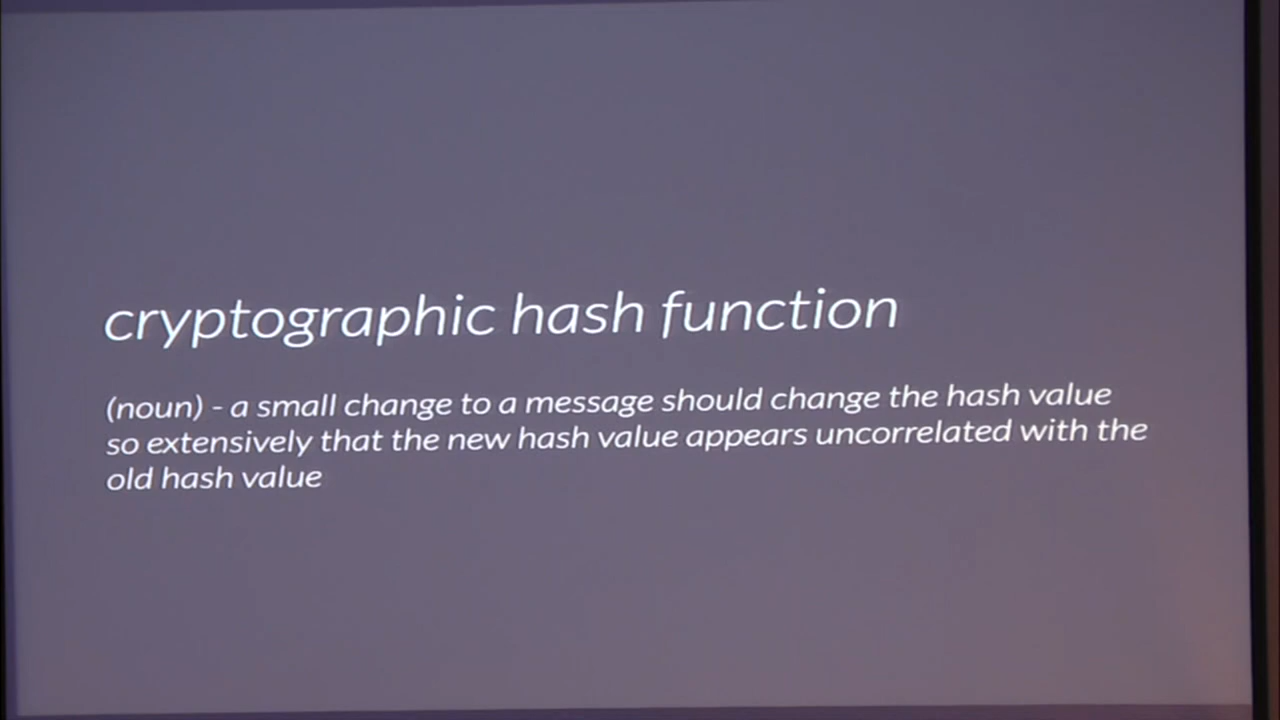 cryptographic hash function
(noun) - a small change to a message should change the hash value
so extensively that the new hash value appears uncorrelated with the
old hash value